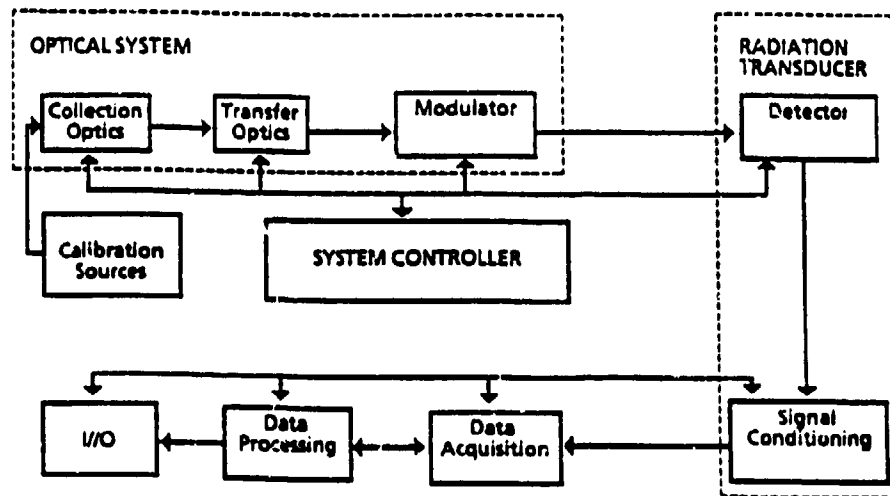 OPTICAL SYSTEM
RADIATION
TRANSDUCER
Collection
Optics
Transfer
Optics
Modulator
Detector
Calibration
Sources
SYSTEM CONTROLLER
I/O
Data
Processing
Data
Acquisition
Signal
Conditioning